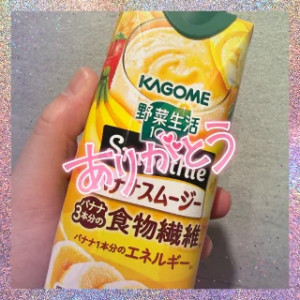 KAGOME
野菜生活
Smoothie
ありがとう
ナスムージー
バナナ
3本分の
食物繊維
バナナ1本分のエネルギー